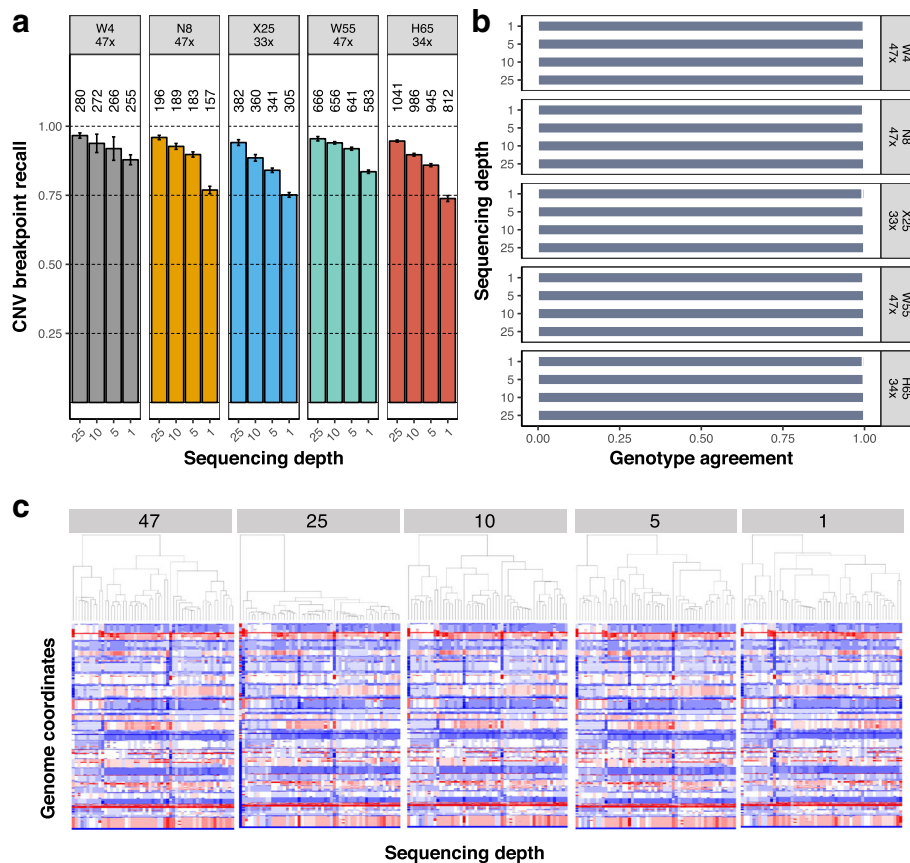 a
W4 N8 X25 W55 H65
47x 47x 33x 47x 34x
280 272 266 255 196 189 183 157 382 360 341 305 666 656 641 583 1041 986 945 812
1.00
0.75
0.50
0.25
CNV breakpoint recall
25 10 5 1 25 10 5 1 25 10 5 1 25 10 5 1 25 10 5 1
Sequencing depth
b
Sequencing depth
1
5
10
25
W4
47x
1
5
10
25
N8
47x
1
5
10
25
X25
33x
1
5
10
25
W55
47x
1
5
10
25
H65
34x
0.00 0.25 0.50 0.75 1.00
Genotype agreement
c
47 25 10 5 1
Genome coordinates
Sequencing depth